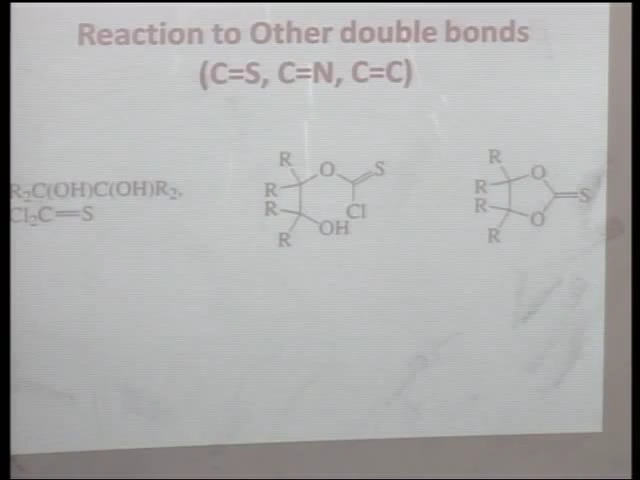 Reaction to Other double bonds
(C=S, C=N, C=C)
R₂C(OH)C(OH)R₂,
Cl₂C=S
R
O
S
R
R
Cl
OH
R
R
O
R
S
R
O
R